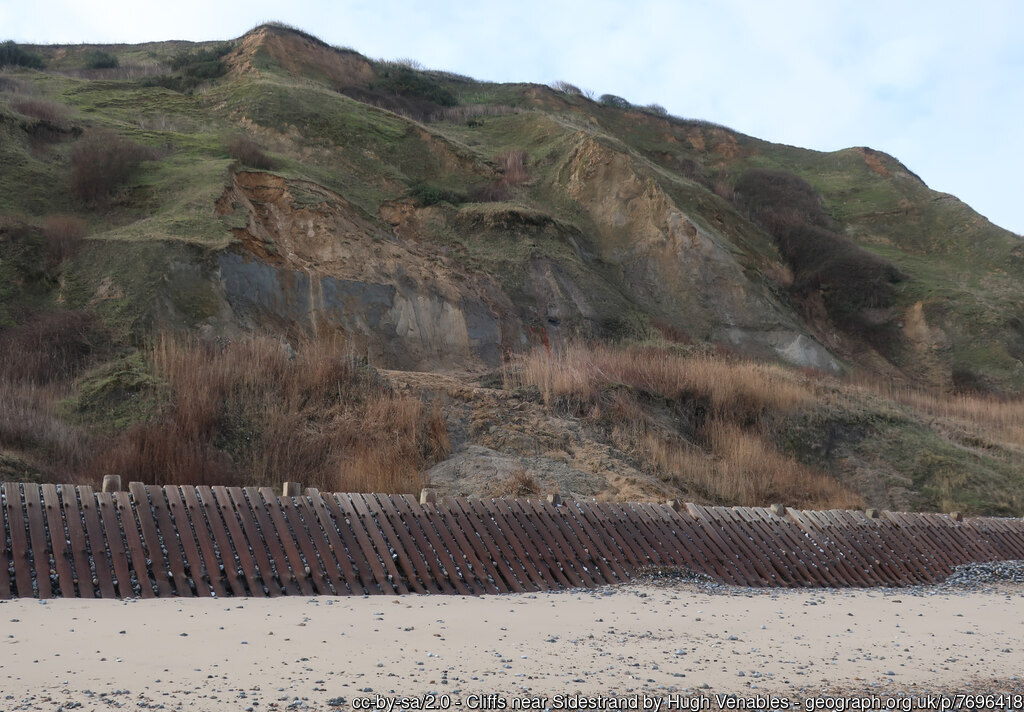 cc-by-sa/2.0 - Cliffs near Sidestrand by Hugh Venables - geograph.org.uk/p/7696418